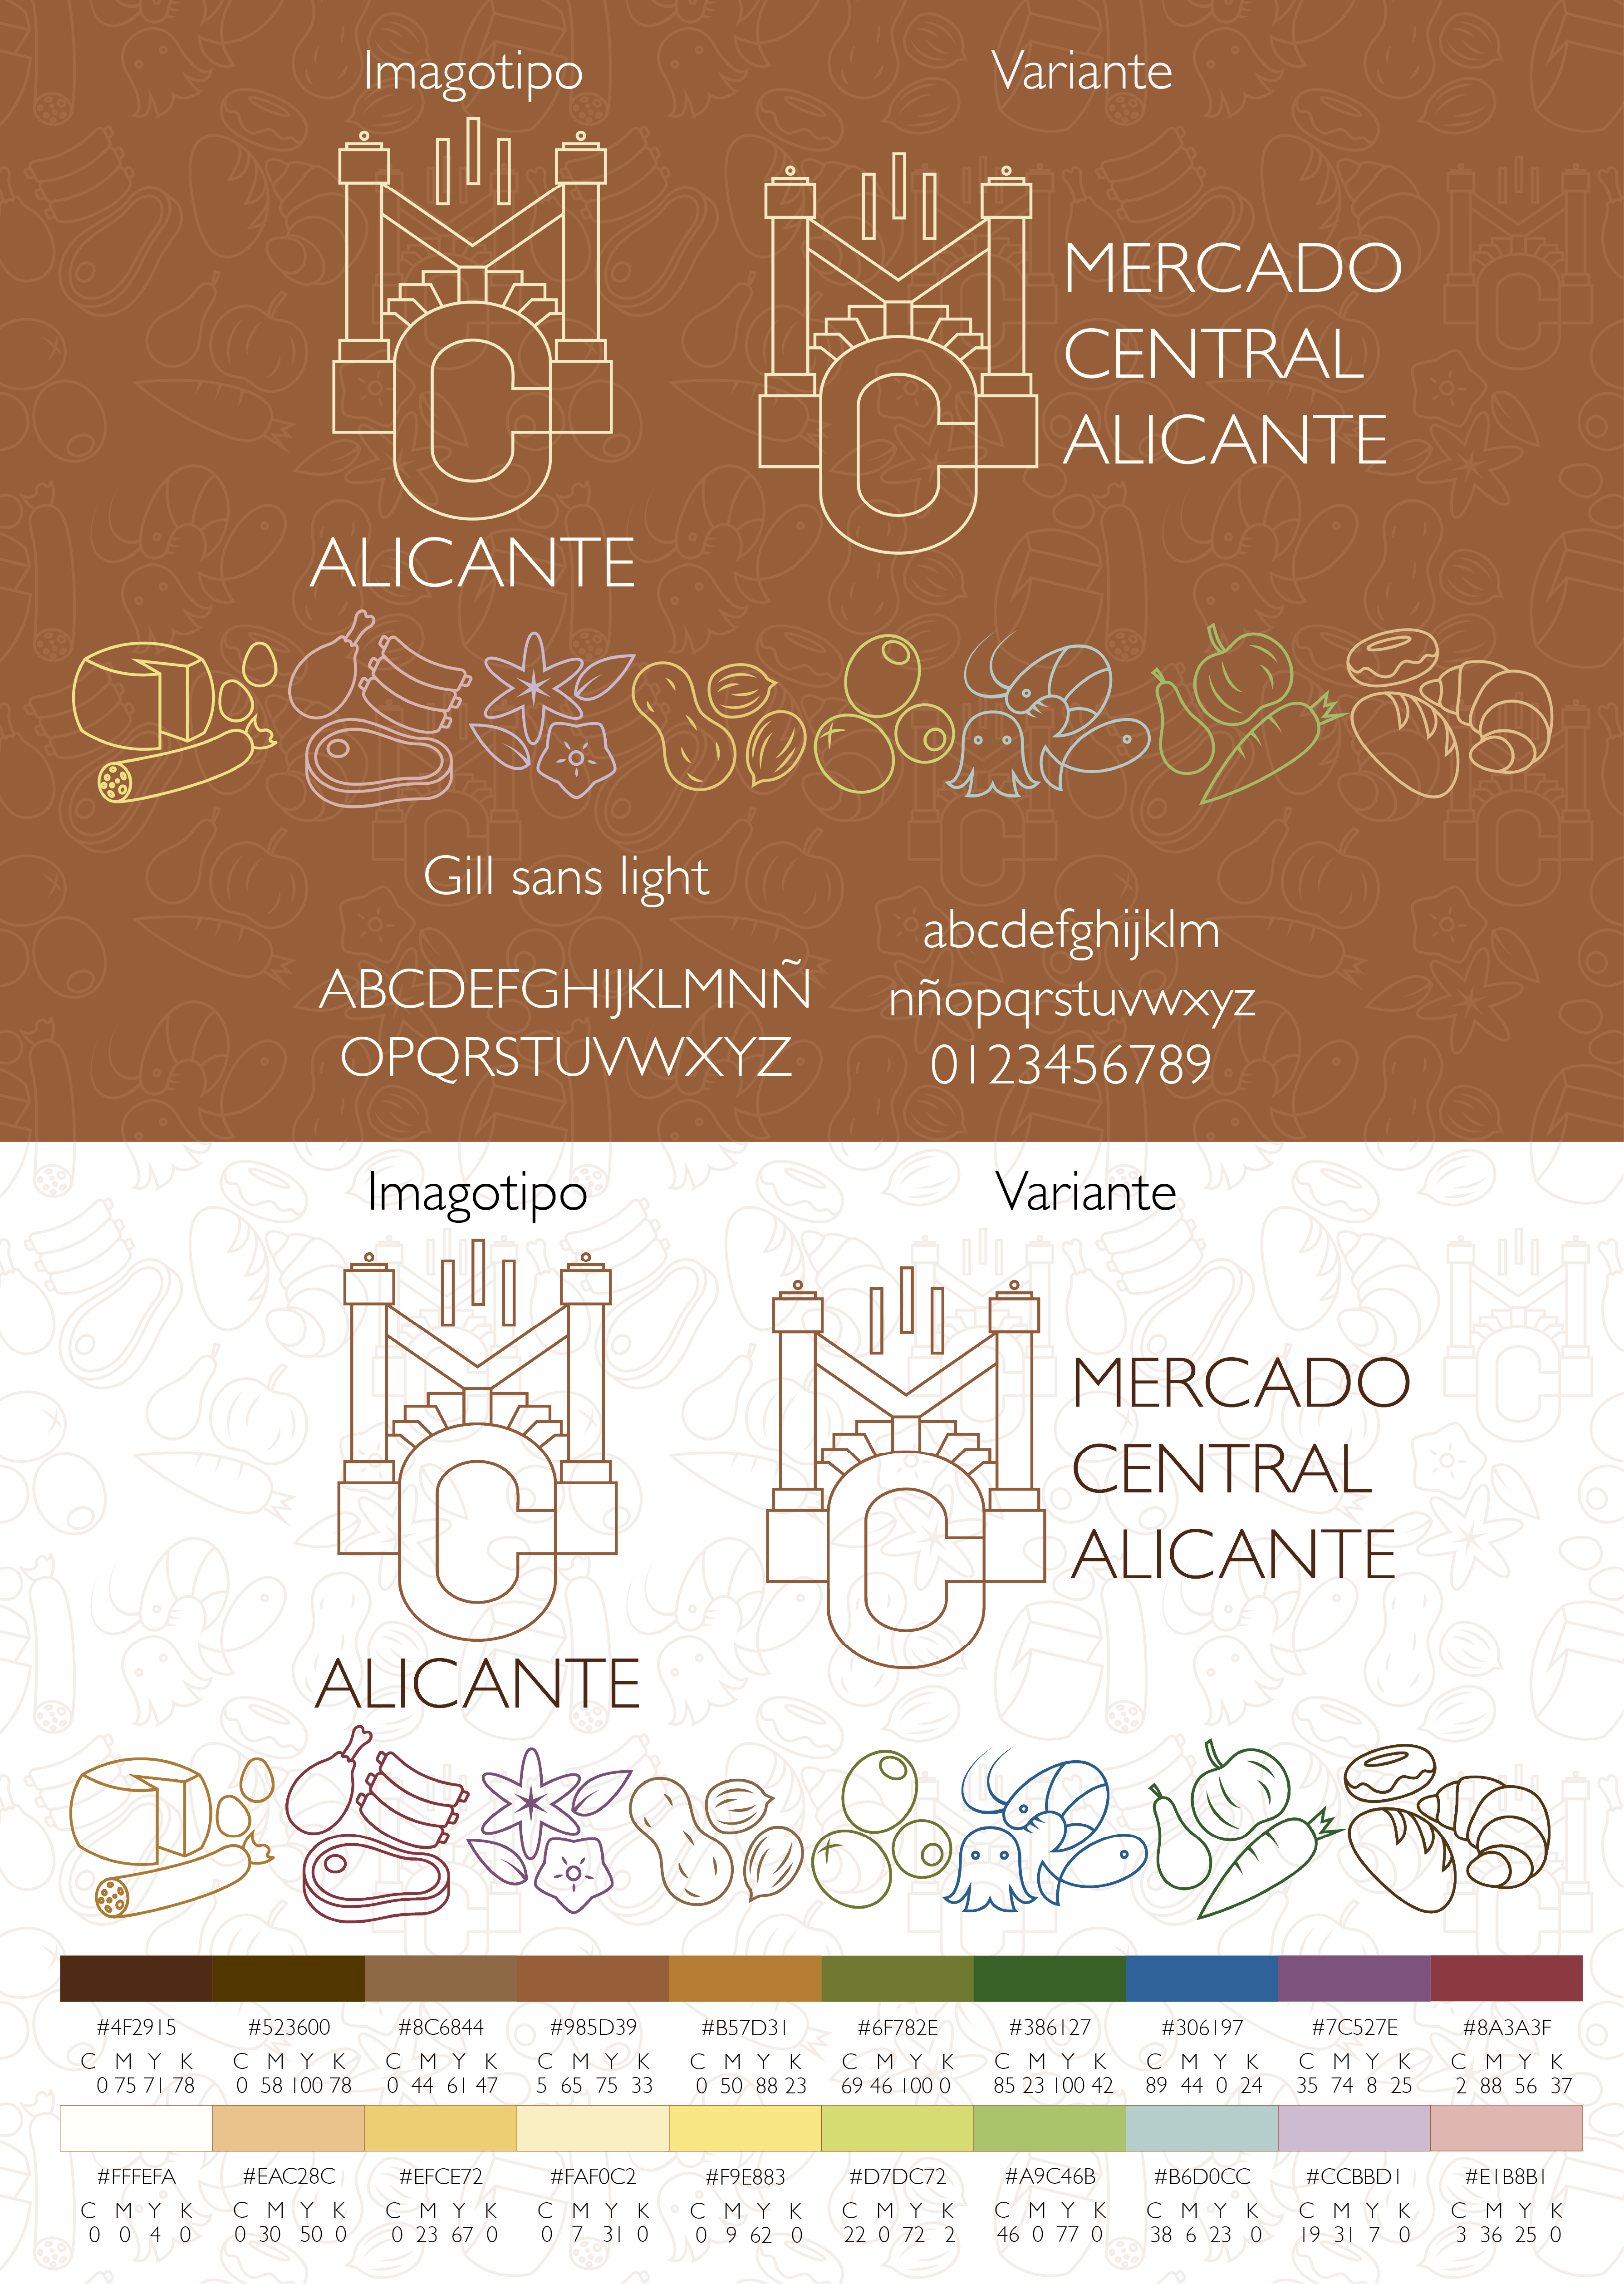 Imagotipo
Variante
MC
MERCADO
CENTRAL
ALICANTE
ALICANTE
Gill sans light
ABCDEFGHIJKLMNÑ
OPQRSTUVWXYZ
abcdefghijklm
nñopqrstuvwxyz
0123456789
Imagotipo
Variante
MC
MERCADO
CENTRAL
ALICANTE
ALICANTE
#4F2915 #523600 #8C6844 #985D39 #B57D31 #6F782E #386127 #306197 #7C527E #8A3A3F
C M Y K C M Y K C M Y K C M Y K C M Y K C M Y K C M Y K C M Y K C M Y K C M Y K
0 75 71 78 0 58 100 78 0 44 61 47 5 65 75 33 0 50 88 23 69 46 100 0 85 23 100 42 89 44 0 24 35 74 8 25 2 88 56 37
#FFFEFA #EAC28C #EFCE72 #FAF0C2 #F9E883 #D7DC72 #A9C46B #B6D0CC #CCBBD1 #E1B8B1
C M Y K C M Y K C M Y K C M Y K C M Y K C M Y K C M Y K C M Y K C M Y K C M Y K
0 0 4 0 0 30 50 0 0 23 67 0 0 7 31 0 0 9 62 0 22 0 72 2 46 0 77 0 38 6 23 0 19 31 7 0 3 36 25 0